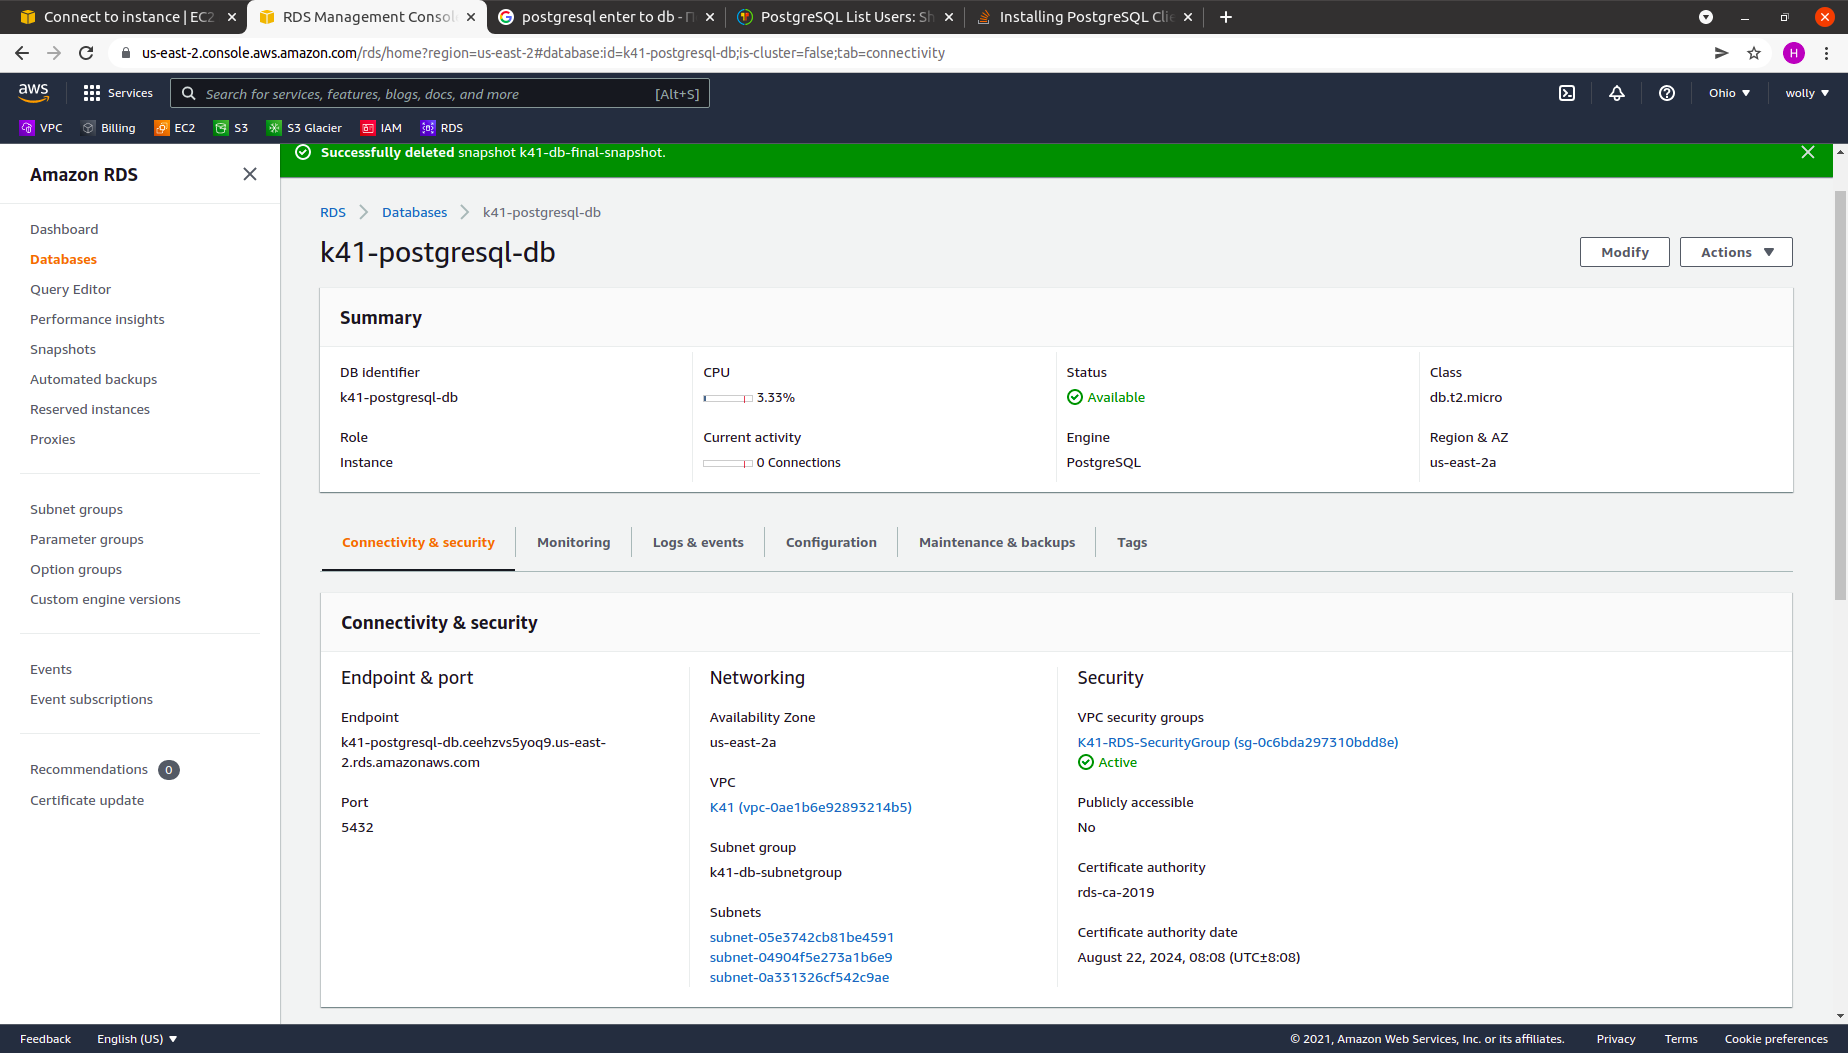 Connect to instance | EC2
RDS Management Consol
postgresql enter to db - П
PostgreSQL List Users: Sh
Installing PostgreSQL Clie
us-east-2.console.aws.amazon.com/rds/home?region=us-east-2#database:id=k41-postgresql-db;is-cluster=false;tab=connectivity
H
aws
Services
Search for services, features, blogs, docs, and more
[Alt+S]
Ohio
wolly
VPC
Billing
EC2
S3
S3 Glacier
IAM
RDS
Amazon RDS
Dashboard
Databases
Query Editor
Performance insights
Snapshots
Automated backups
Reserved instances
Proxies
Subnet groups
Parameter groups
Option groups
Custom engine versions
Events
Event subscriptions
Recommendations 0
Certificate update
Successfully deleted snapshot k41-db-final-snapshot.
RDS
Databases
k41-postgresql-db
k41-postgresql-db
Modify
Actions
Summary
DB identifier
k41-postgresql-db
CPU
3.33%
Status
Available
Class
db.t2.micro
Role
Instance
Current activity
0 Connections
Engine
PostgreSQL
Region & AZ
us-east-2a
Connectivity & security
Monitoring
Logs & events
Configuration
Maintenance & backups
Tags
Connectivity & security
Endpoint & port
Endpoint
k41-postgresql-db.ceehzvs5yoq9.us-east-
2.rds.amazonaws.com
Port
5432
Networking
Availability Zone
us-east-2a
VPC
K41 (vpc-0ae1b6e92893214b5)
Subnet group
k41-db-subnetgroup
Subnets
subnet-05e3742cb81be4591
subnet-04904f5e273a1b6e9
subnet-0a331326cf542c9ae
Security
VPC security groups
K41-RDS-SecurityGroup (sg-0c6bda297310bdd8e)
Active
Publicly accessible
No
Certificate authority
rds-ca-2019
Certificate authority date
August 22, 2024, 08:08 (UTC±8:08)
Feedback
English (US)
© 2021, Amazon Web Services, Inc. or its affiliates.
Privacy
Terms
Cookie preferences